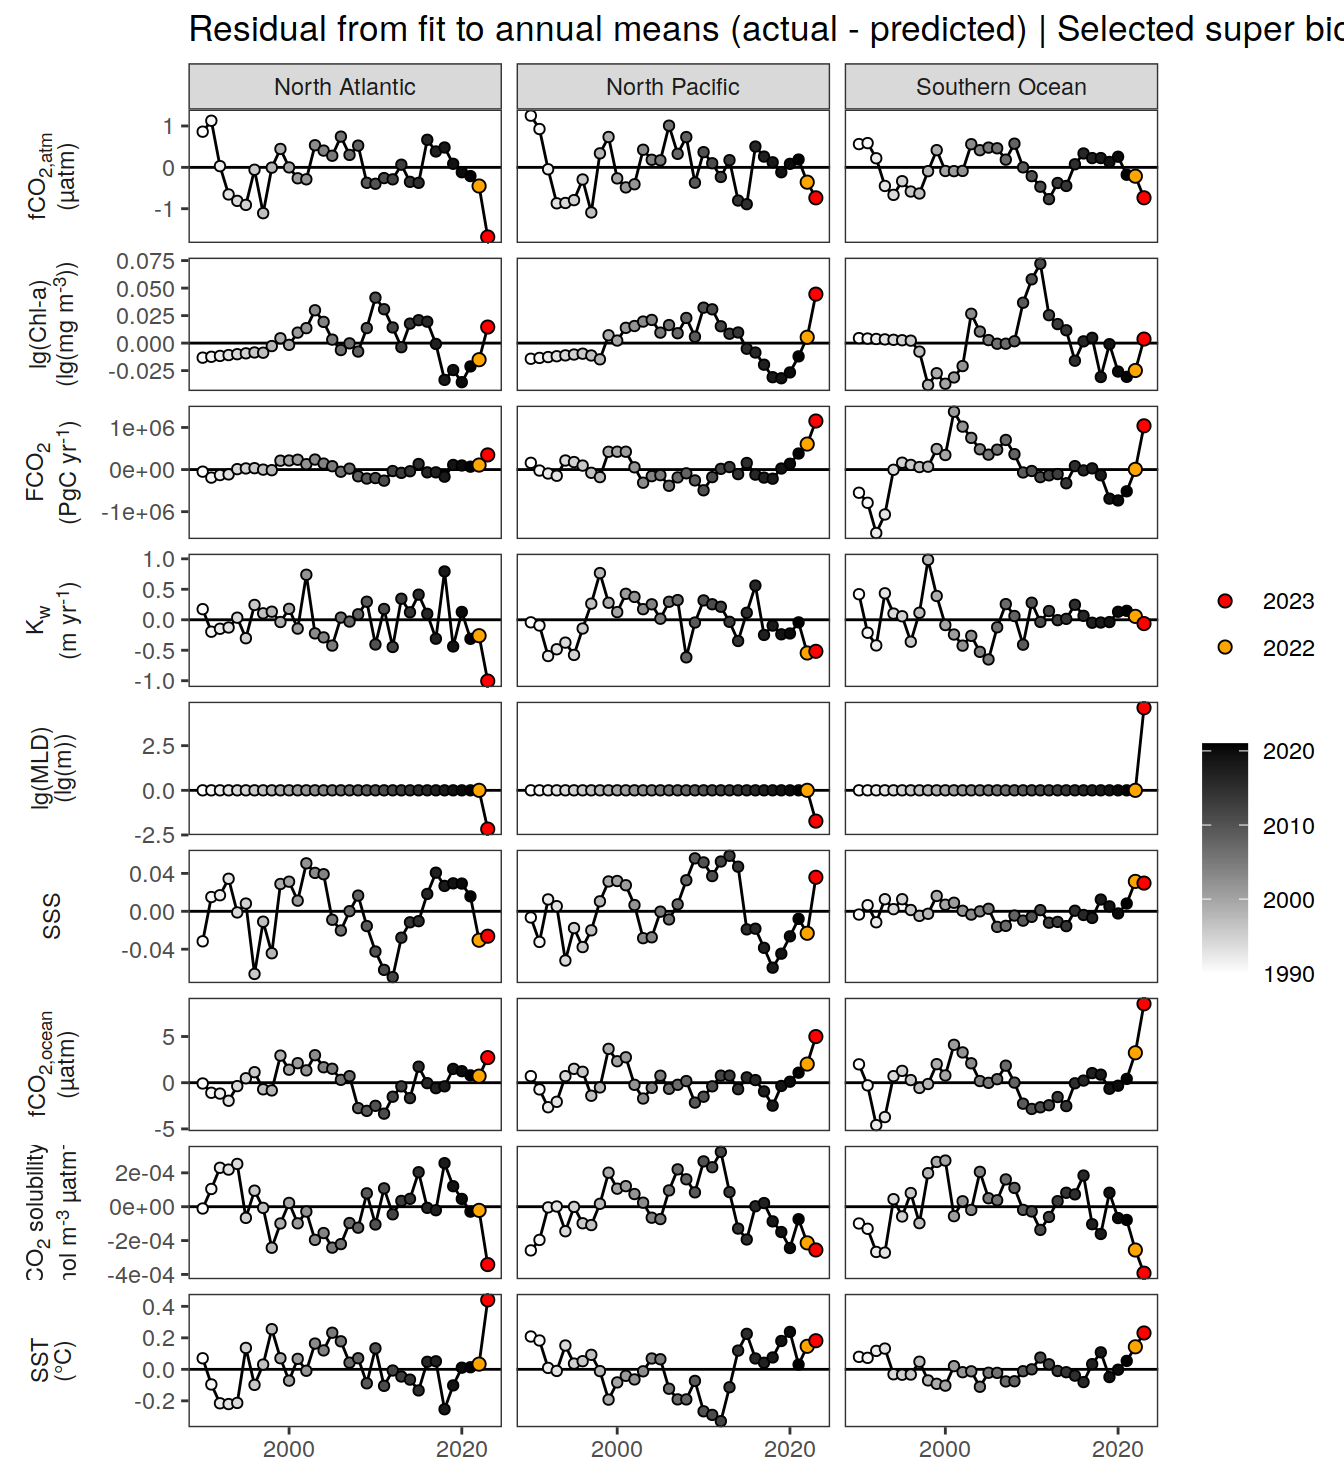 Residual from fit to annual means (actual - predicted) | Selected super
North Atlantic
North Pacific
Southern Ocean
fCO2,atm
(µatm)
1
0
-1
lg(Chl-a)
(lg(mg m-3))
0.075
0.050
0.025
0.000
-0.025
FCO2
(PgC yr-1)
1e+06
0e+00
-1e+06
Kw
(m yr-1)
1.0
0.5
0.0
-0.5
-1.0
lg(MLD)
(lg(m))
2.5
0.0
-2.5
SSS
0.04
0.00
-0.04
fCO2,ocean
(µatm)
5
0
-5
CO2 solubility
m-3 µatm-
2e-04
0e+00
-2e-04
-4e-04
SST
(°C)
0.4
0.2
0.0
-0.2
2000
2020
2000
2020
2000
2020
2023
2022
2020
2010
2000
1990